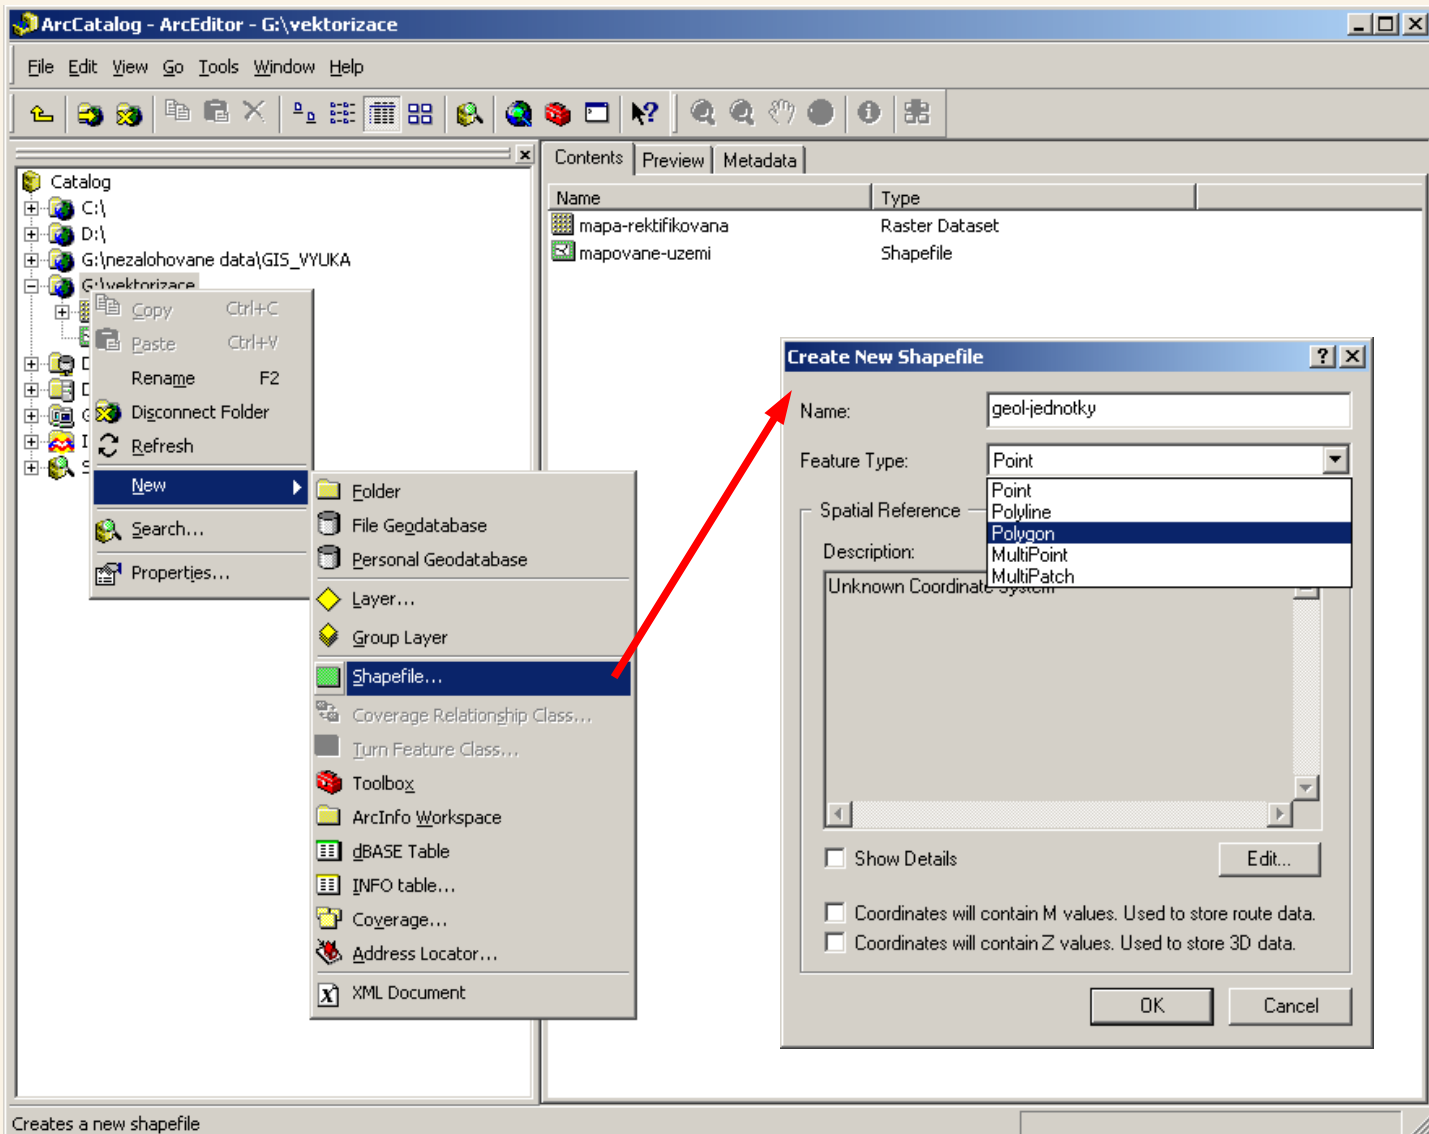 ArcCatalog - ArcEditor - G:\vektorizace
File Edit View Go Tools Window Help
Contents Preview Metadata
Catalog
C:\
D:\
G:\nezalohovane data\GIS_VYUKA
G:\vektorizace
Name Type
mapa-rektifikovana Raster Dataset
mapovane-uzemi Shapefile
Copy Ctrl+C
Paste Ctrl+V
Rename F2
Disconnect Folder
Refresh
New
Search...
Properties...
Folder
File Geodatabase
Personal Geodatabase
Layer...
Group Layer
Shapefile...
Coverage Relationship Class...
Turn Feature Class...
Toolbox
ArcInfo Workspace
dBASE Table
INFO table...
Coverage...
Address Locator...
XML Document
Create New Shapefile
Name: geol-jednotky
Feature Type: Point
Point
Polyline
Polygon
MultiPoint
MultiPatch
Spatial Reference
Description:
Unknown Coordinate System
Show Details
Edit...
Coordinates will contain M values. Used to store route data.
Coordinates will contain Z values. Used to store 3D data.
OK Cancel
Creates a new shapefile